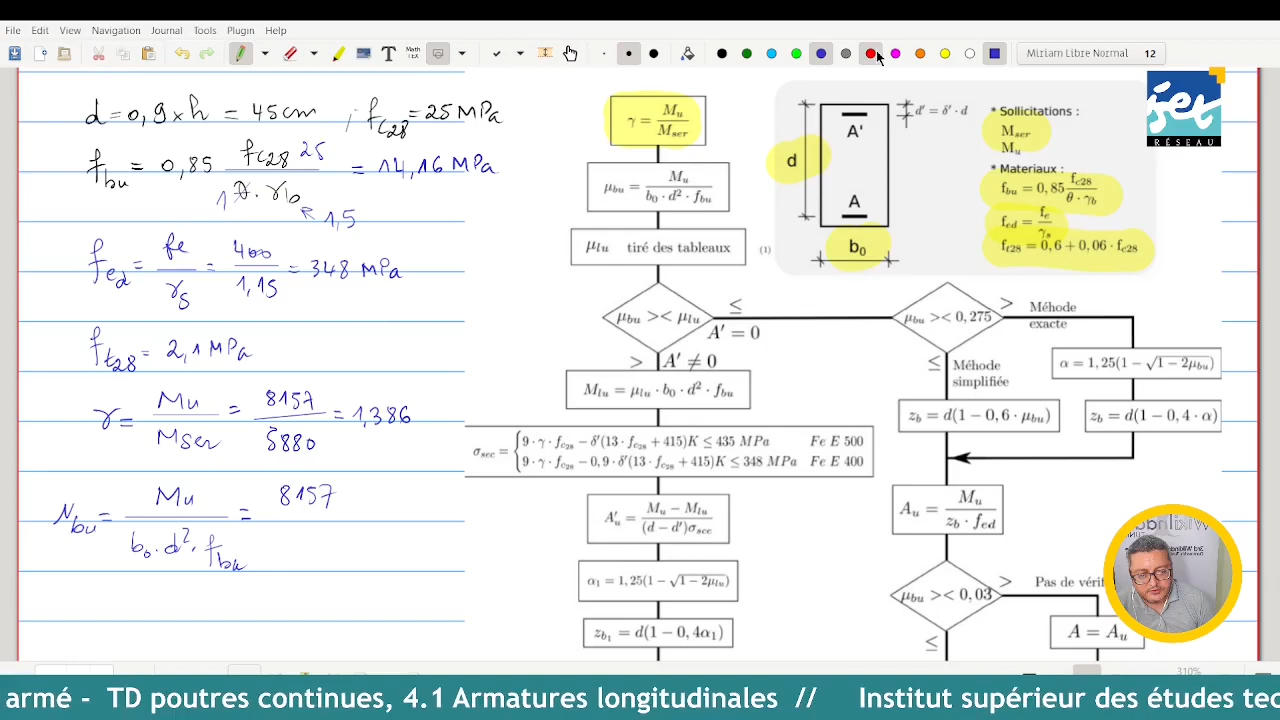 File Edit View Navigation Journal Tools Plugin Help
Miriam Libre Normal 12
d = 0,9 x h = 45 cm ; fc28 = 25 MPa
fbu = 0,85 fc28 25 / 1 θ . γb = 14,16 MPa
1,5
fed = fe / γs = 400 / 1,15 = 348 MPa
ft28 = 2,1 MPa
γ = Mu / Mser = 8157 / 5880 = 1,386
μbu = Mu / b0 . d² . fbu = 8157
γ = Mu / Mser
μbu = Mu / b0 · d² · fbu
μlu tiré des tableaux (1)
μbu >< μlu
≤
A' = 0
> A' ≠ 0
Mlu = μlu · b0 · d² · fbu
σsec = { 9 · γ · fc28 − δ'(13 · fc28 + 415)K ≤ 435 MPa Fe E 500
9 · γ · fc28 − 0,9 · δ'(13 · fc28 + 415)K ≤ 348 MPa Fe E 400
A'u = Mu − Mlu / (d − d')σsec
α1 = 1,25(1 − √1 − 2μlu)
zb1 = d(1 − 0,4α1)
d
A'
A
b0
d' = δ' · d
* Sollicitations :
Mser
Mu
* Materiaux :
fbu = 0,85 fc28 / θ · γb
fed = fe / γs
ft28 = 0,6 + 0,06 · fc28
ISET
RÉSEAU
μbu >< 0,275
> Méhode
exacte
≤ Méhode
simplifiée
α = 1,25(1 − √1 − 2μbu)
zb = d(1 − 0,6 · μbu)
zb = d(1 − 0,4 · α)
Au = Mu / zb · fed
μbu >< 0,03
> Pas de vérif
A = Au
≤
310%
armé - TD poutres continues, 4.1 Armatures longitudinales // Institut supérieur des études tec